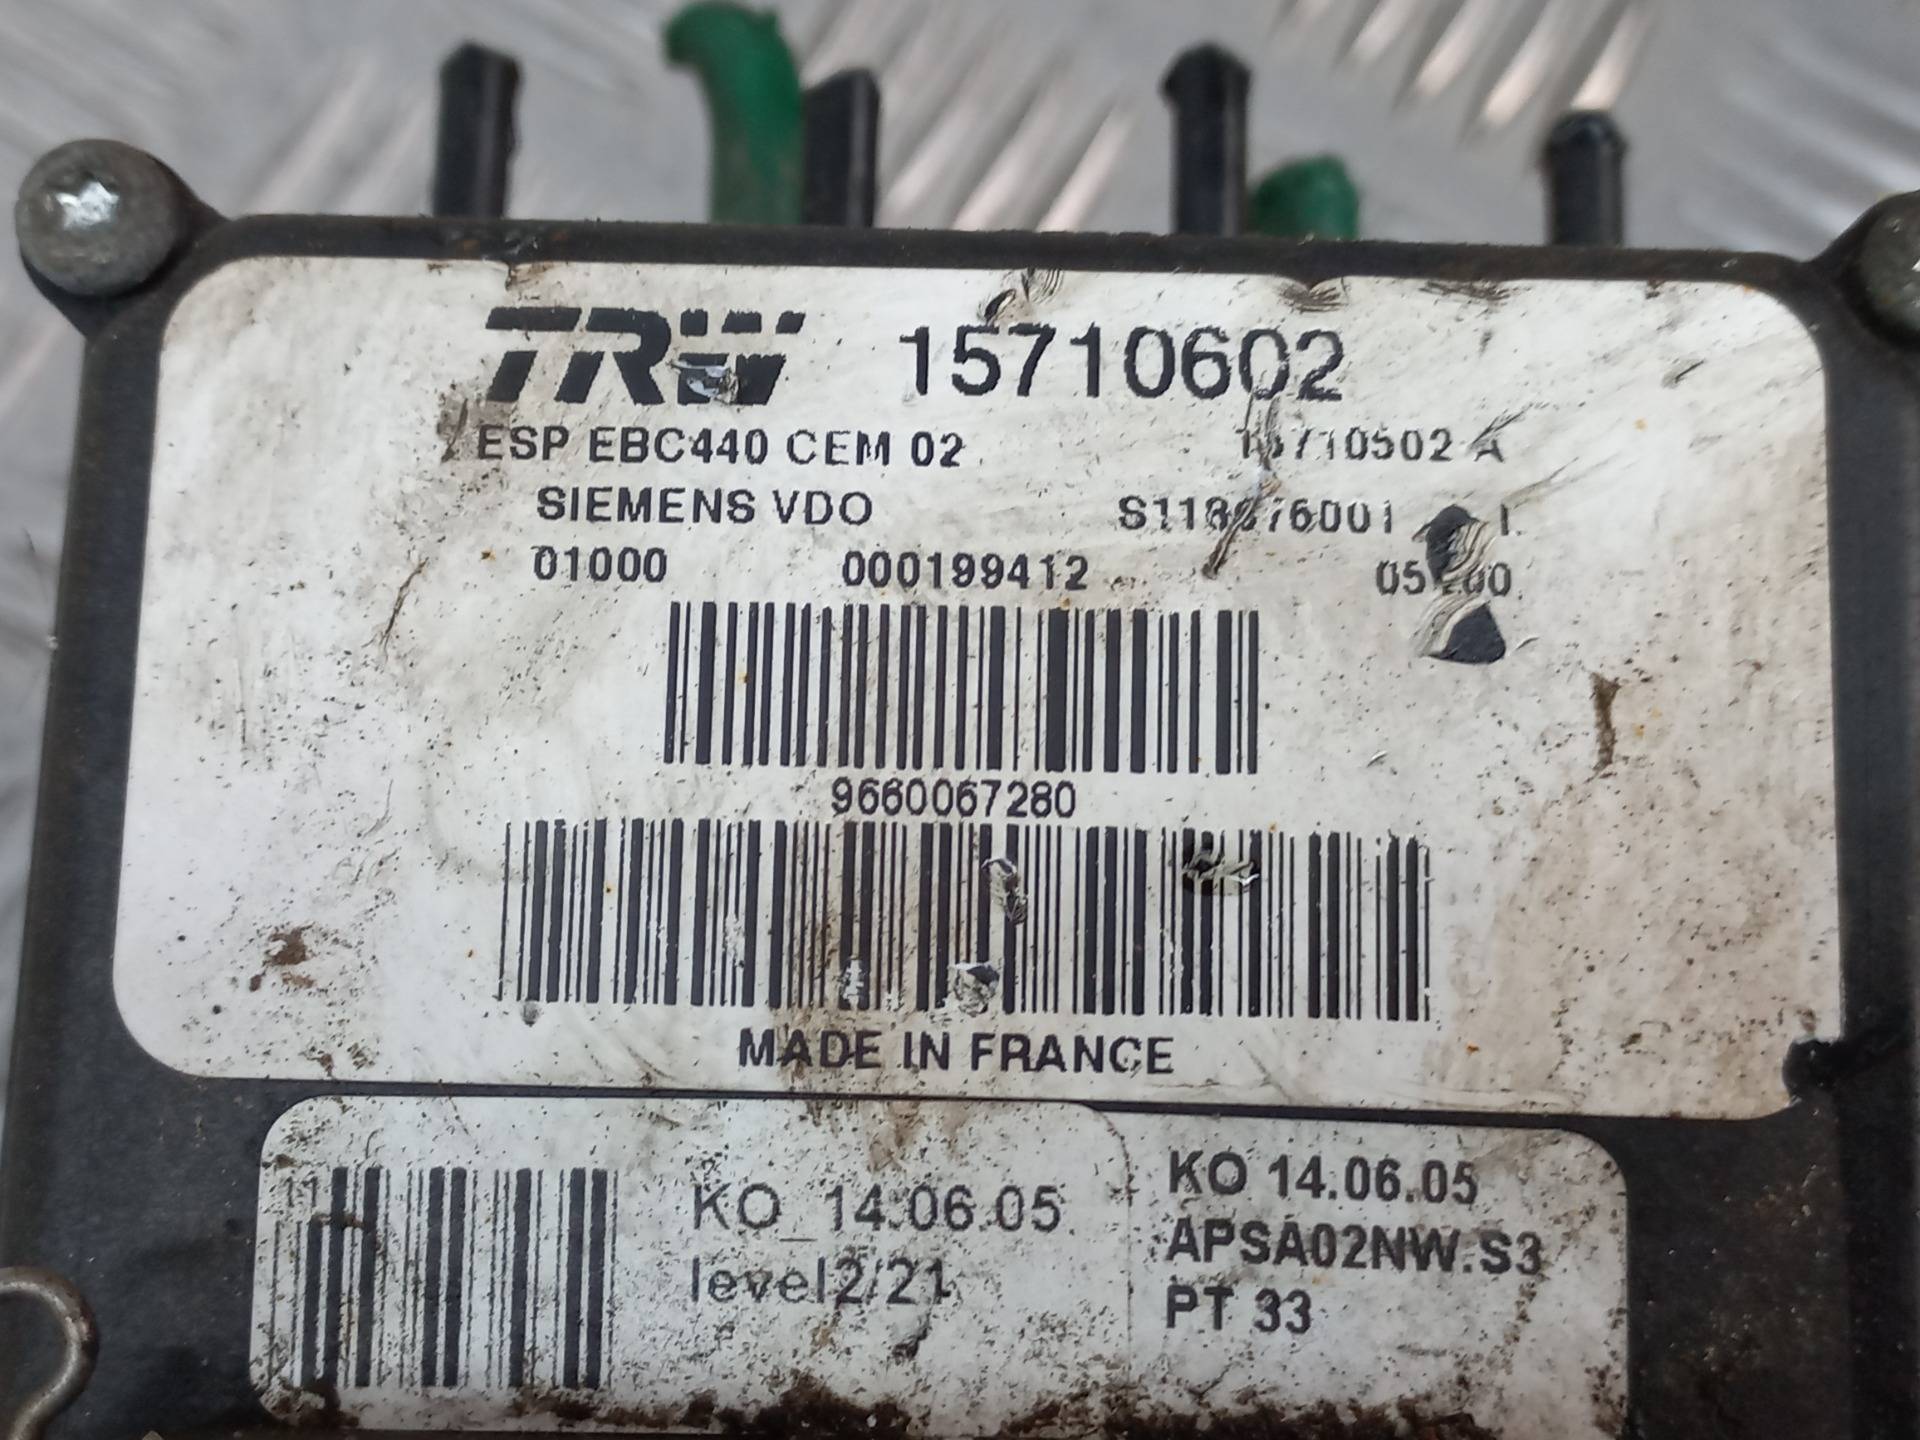 TRW 15710602
ESP EBC440 CEM 02
SIEMENS VDO
01000 000199412
9660067280
MADE IN FRANCE
KO_14.06.05
level2/21
KO 14.06.05
APSA02NW.S3
PT 33